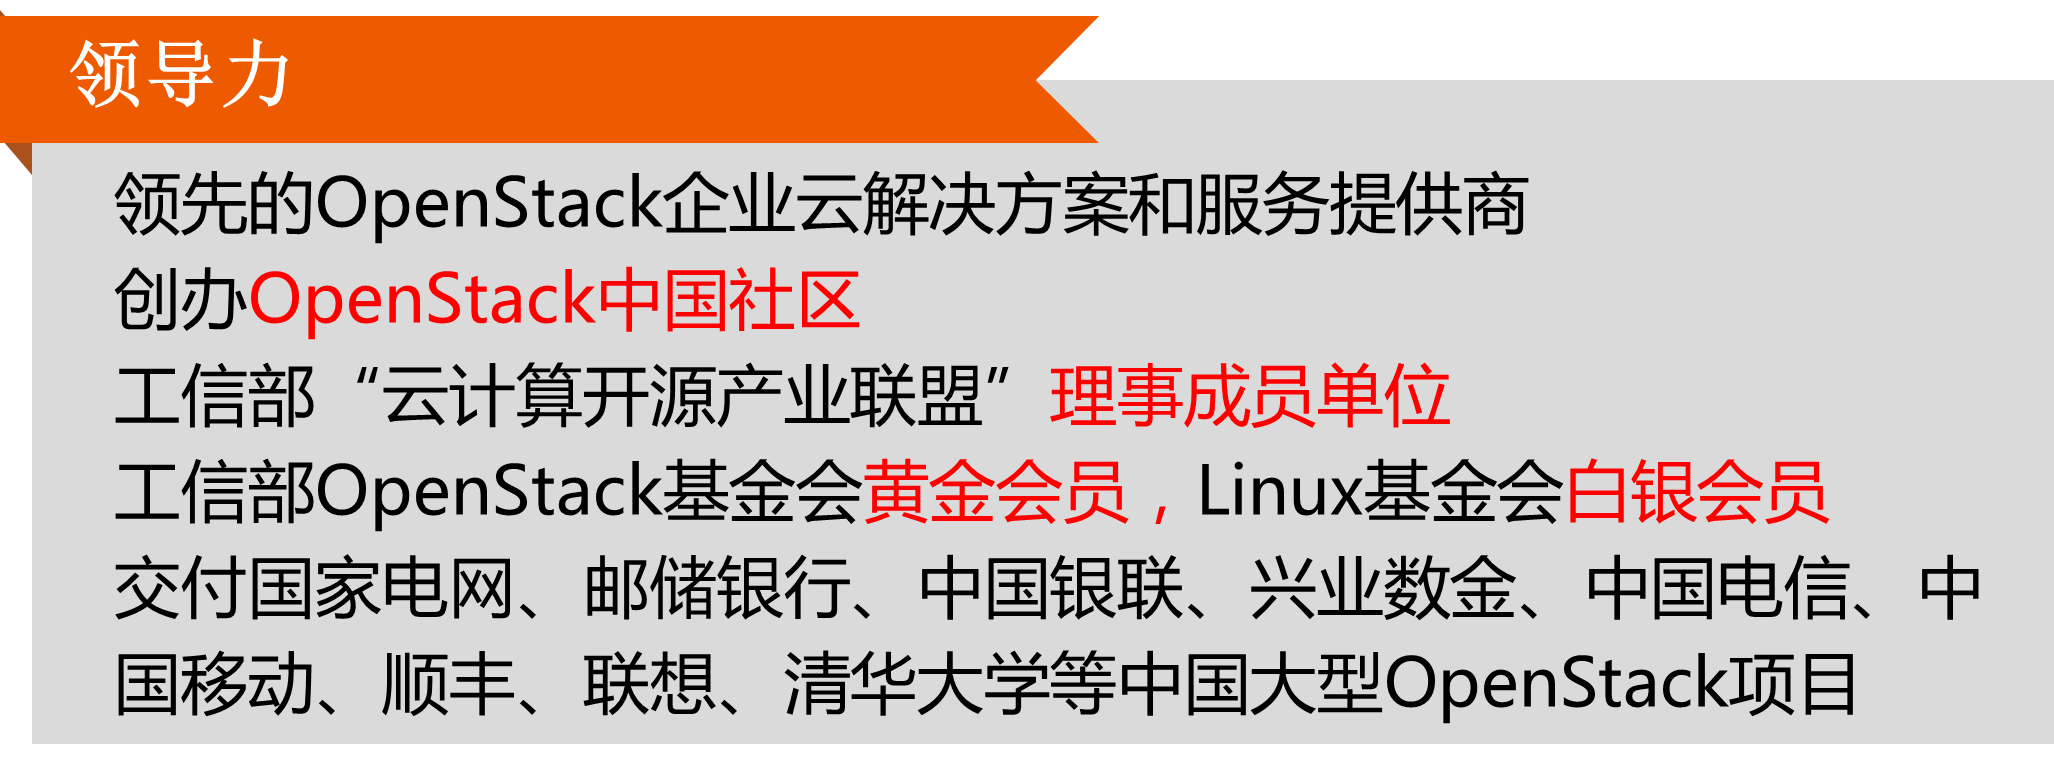 领导力
领先的OpenStack企业云解决方案和服务提供商
创办OpenStack中国社区
工信部“云计算开源产业联盟”理事成员单位
工信部OpenStack基金会黄金会员，Linux基金会白银会员
交付国家电网、邮储银行、中国银联、兴业数金、中国电信、中
国移动、顺丰、联想、清华大学等中国大型OpenStack项目